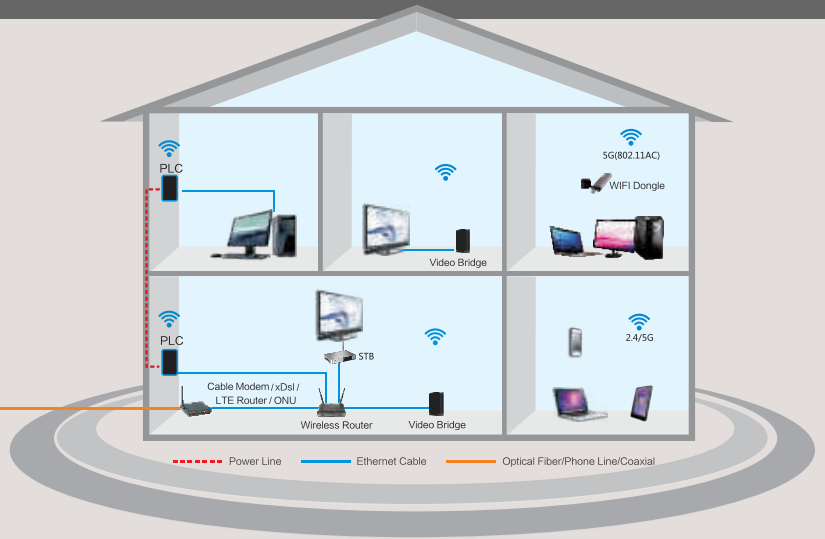 5G(802.11AC)
PLC
WIFI Dongle
Video Bridge
PLC
2.4/5G
STB
Cable Modem/xDsl/
LTE Router/ONU
Wireless Router
Video Bridge
Power Line
Ethernet Cable
Optical Fiber/Phone Line/Coaxial